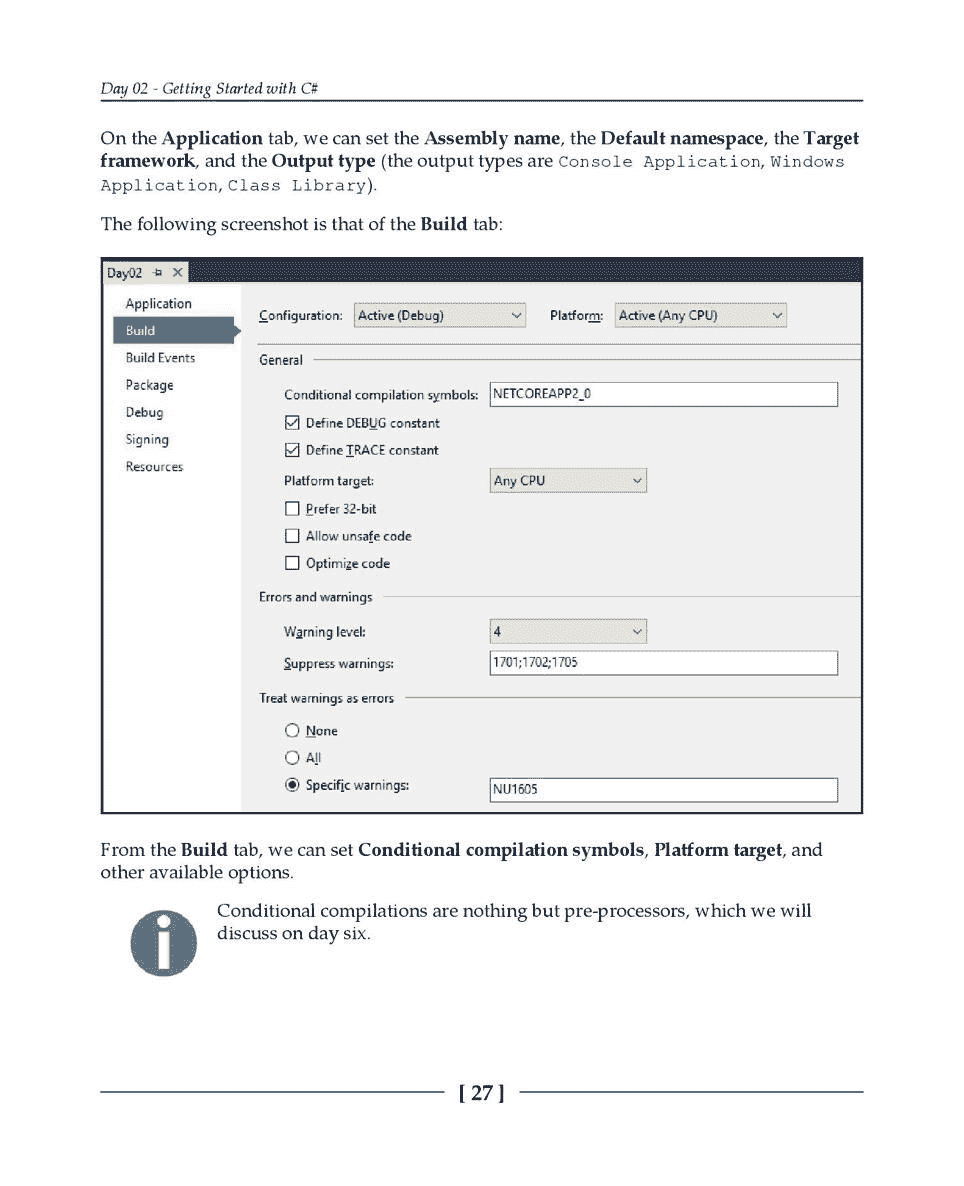 Day 02 - Getting Started with C#
On the Application tab, we can set the Assembly name, the Default namespace, the Target
framework, and the Output type (the output types are Console Application, Windows
Application, Class Library).
The following screenshot is that of the Build tab:
Day02
Application
Build
Build Events
Package
Debug
Signing
Resources
Configuration: Active (Debug) Platform: Active (Any CPU)
General
Conditional compilation symbols: NETCOREAPP2_0
Define DEBUG constant
Define TRACE constant
Platform target: Any CPU
Prefer 32-bit
Allow unsafe code
Optimize code
Errors and warnings
Warning level: 4
Suppress warnings: 1701;1702;1705
Treat warnings as errors
None
All
Specific warnings: NU1605
From the Build tab, we can set Conditional compilation symbols, Platform target, and
other available options.
Conditional compilations are nothing but pre-processors, which we will
discuss on day six.
[ 27 ]